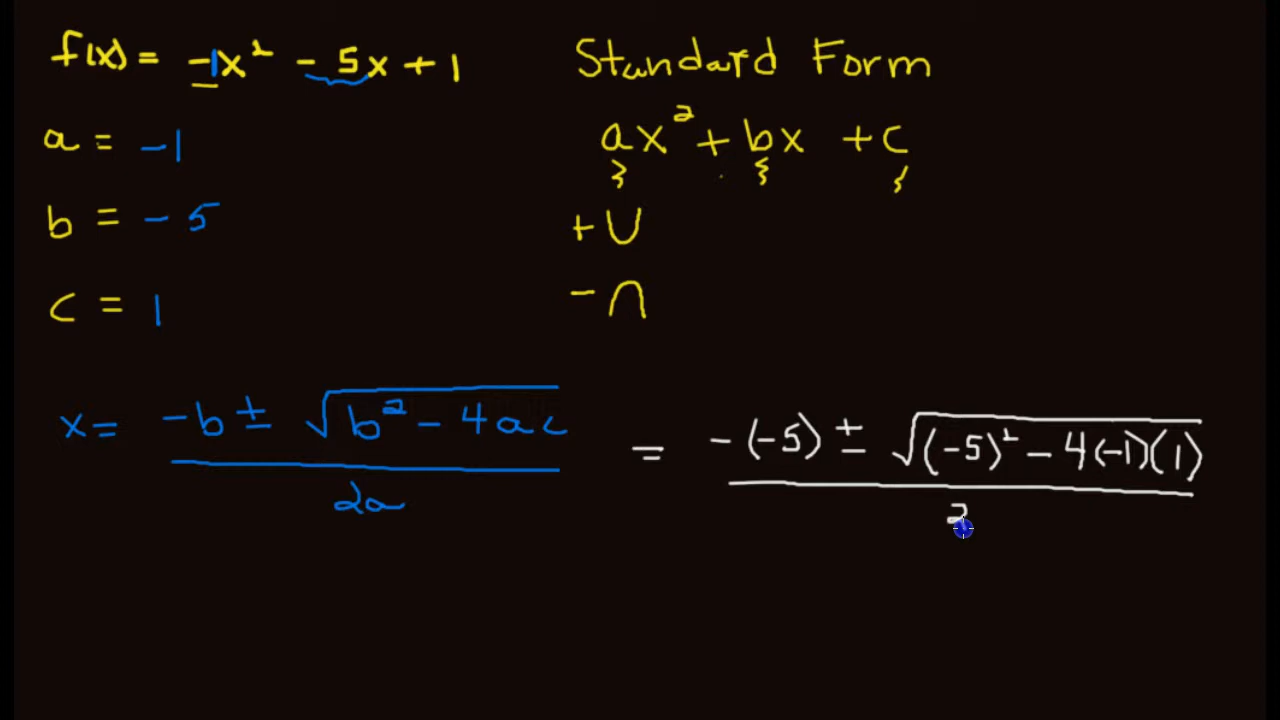 f(x) = -1x² - 5x + 1
Standard Form
a = -1
ax² + bx + c
b = - 5
+ ∪
c = 1
- ∩
x = -b ± √b² - 4ac / 2a
= -(-5) ± √(-5)² - 4(-1)(1) / 2